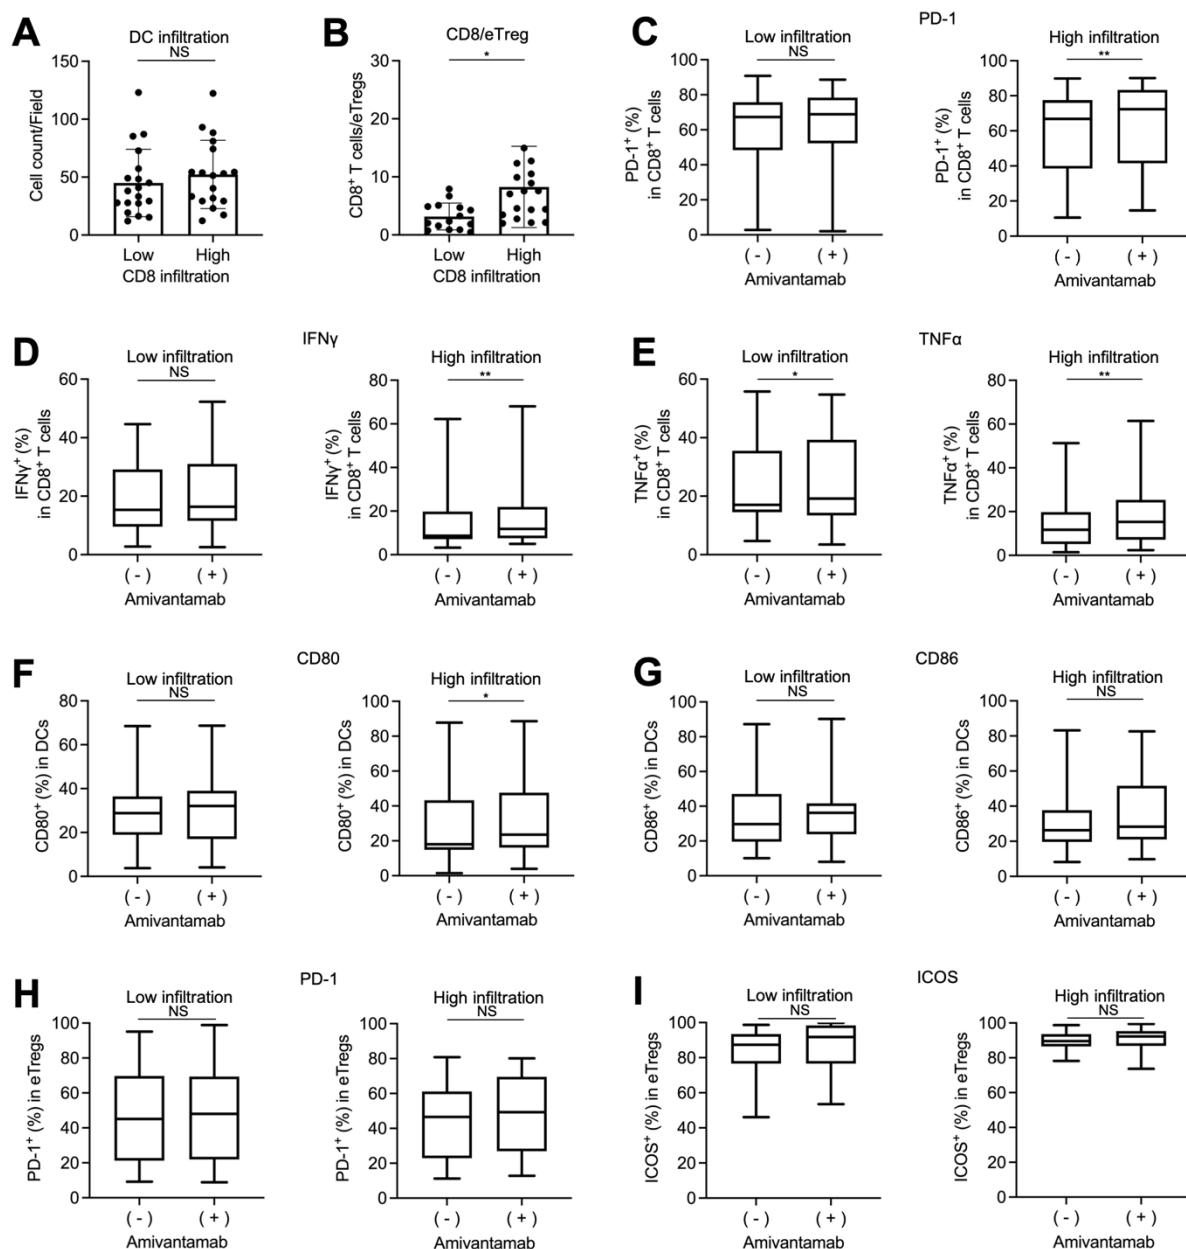 A
DC infiltration
NS
150
100
50
0
Cell count/Field
Low
High
CD8 infiltration
B
CD8/eTreg
*
30
20
10
0
CD8⁺ T cells/eTregs
Low
High
CD8 infiltration
C
PD-1
Low infiltration
NS
100
80
60
40
20
0
PD-1⁺ (%)
in CD8⁺ T cells
( - )
( + )
Amivantamab
High infiltration
**
100
80
60
40
20
0
PD-1⁺ (%)
in CD8⁺ T cells
( - )
( + )
Amivantamab
D
IFNγ
Low infiltration
NS
60
40
20
0
IFNγ⁺ (%)
in CD8⁺ T cells
( - )
( + )
Amivantamab
High infiltration
**
80
60
40
20
0
IFNγ⁺ (%)
in CD8⁺ T cells
( - )
( + )
Amivantamab
E
TNFα
Low infiltration
*
60
40
20
0
TNFα⁺ (%)
in CD8⁺ T cells
( - )
( + )
Amivantamab
High infiltration
**
80
60
40
20
0
TNFα⁺ (%)
in CD8⁺ T cells
( - )
( + )
Amivantamab
F
CD80
Low infiltration
NS
80
60
40
20
0
CD80⁺ (%) in DCs
( - )
( + )
Amivantamab
High infiltration
*
100
80
60
40
20
0
CD80⁺ (%) in DCs
( - )
( + )
Amivantamab
G
CD86
Low infiltration
NS
100
80
60
40
20
0
CD86⁺ (%) in DCs
( - )
( + )
Amivantamab
High infiltration
NS
100
80
60
40
20
0
CD86⁺ (%) in DCs
( - )
( + )
Amivantamab
H
PD-1
Low infiltration
NS
100
80
60
40
20
0
PD-1⁺ (%) in eTregs
( - )
( + )
Amivantamab
High infiltration
NS
100
80
60
40
20
0
PD-1⁺ (%) in eTregs
( - )
( + )
Amivantamab
I
ICOS
Low infiltration
NS
100
80
60
40
20
0
ICOS⁺ (%) in eTregs
( - )
( + )
Amivantamab
High infiltration
NS
100
80
60
40
20
0
ICOS⁺ (%) in eTregs
( - )
( + )
Amivantamab